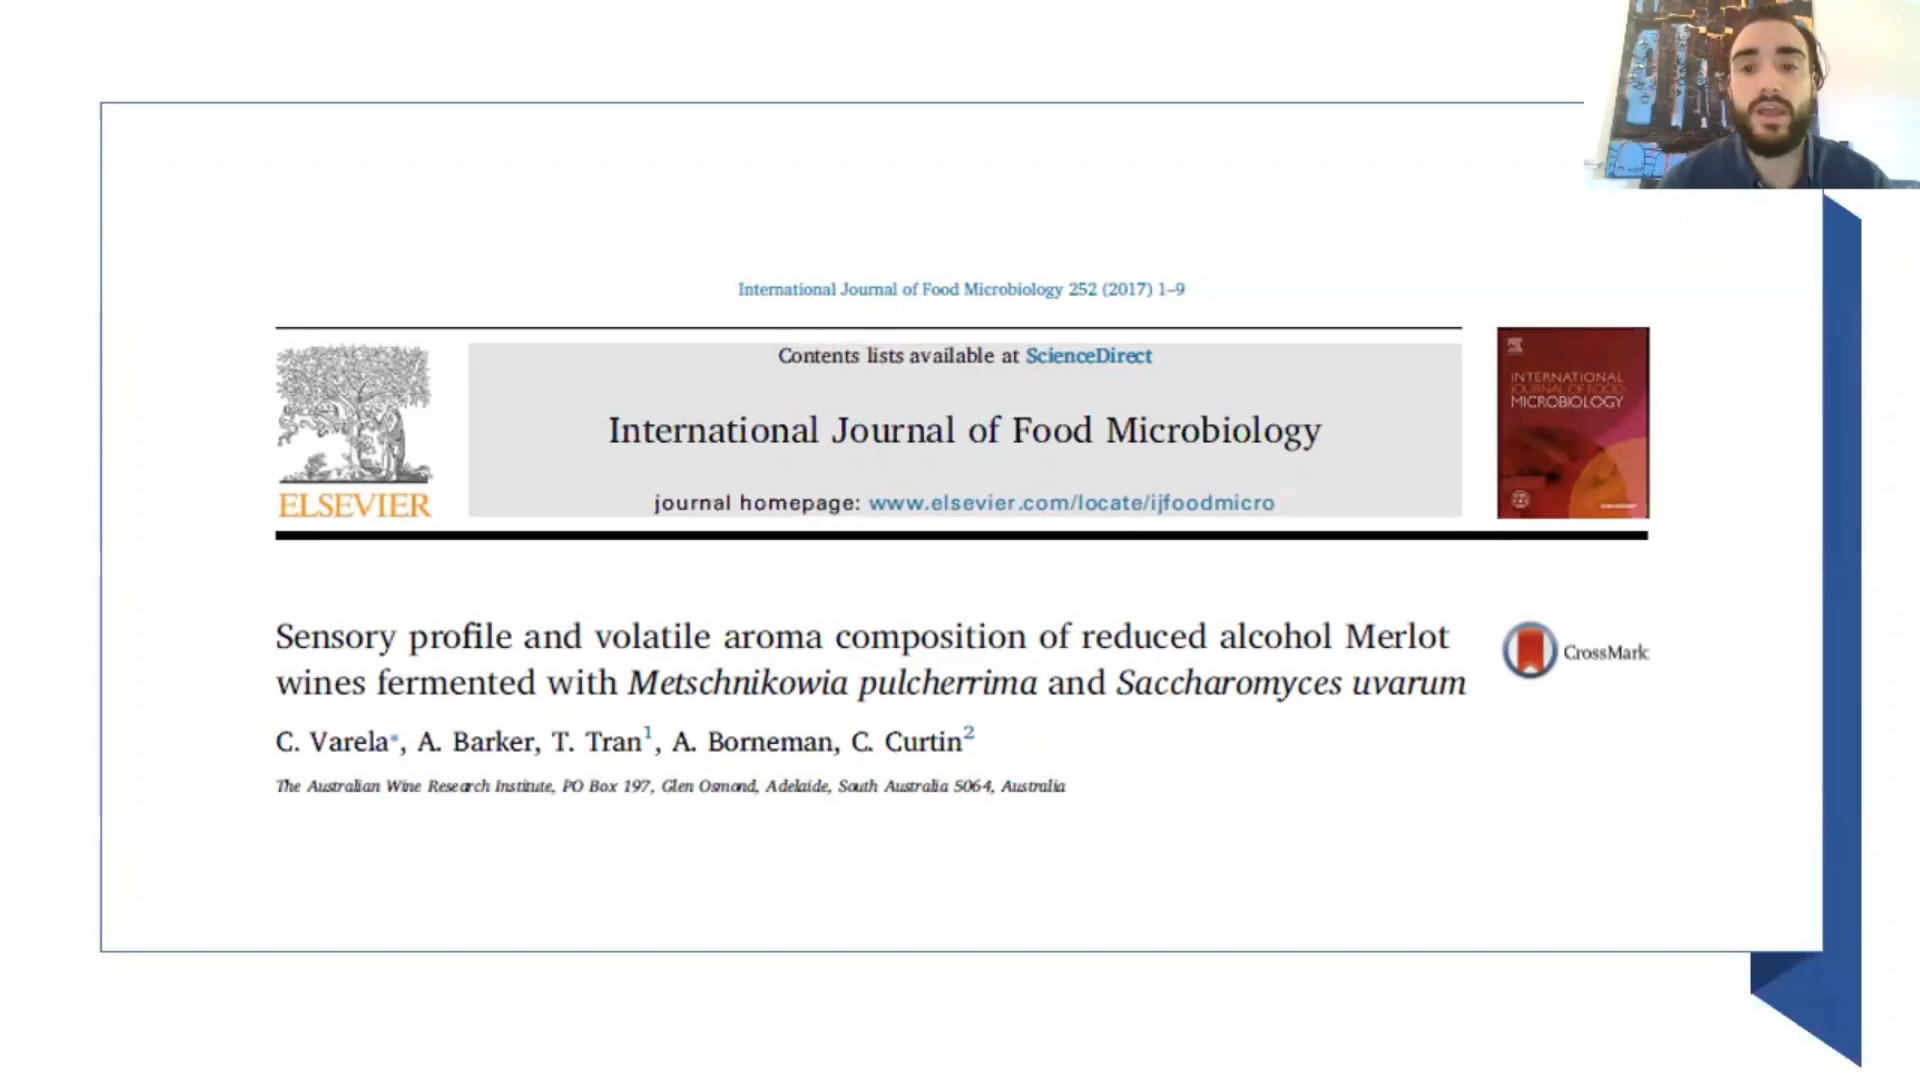 International Journal of Food Microbiology 252 (2017) 1–9
Contents lists available at ScienceDirect
International Journal of Food Microbiology
journal homepage: www.elsevier.com/locate/ijfoodmicro
ELSEVIER
INTERNATIONAL
JOURNAL OF FOOD
MICROBIOLOGY
Sensory profile and volatile aroma composition of reduced alcohol Merlot
wines fermented with Metschnikowia pulcherrima and Saccharomyces uvarum
CrossMark
C. Varela*, A. Barker, T. Tran1, A. Borneman, C. Curtin2
The Australian Wine Research Institute, PO Box 197, Glen Osmond, Adelaide, South Australia 5064, Australia